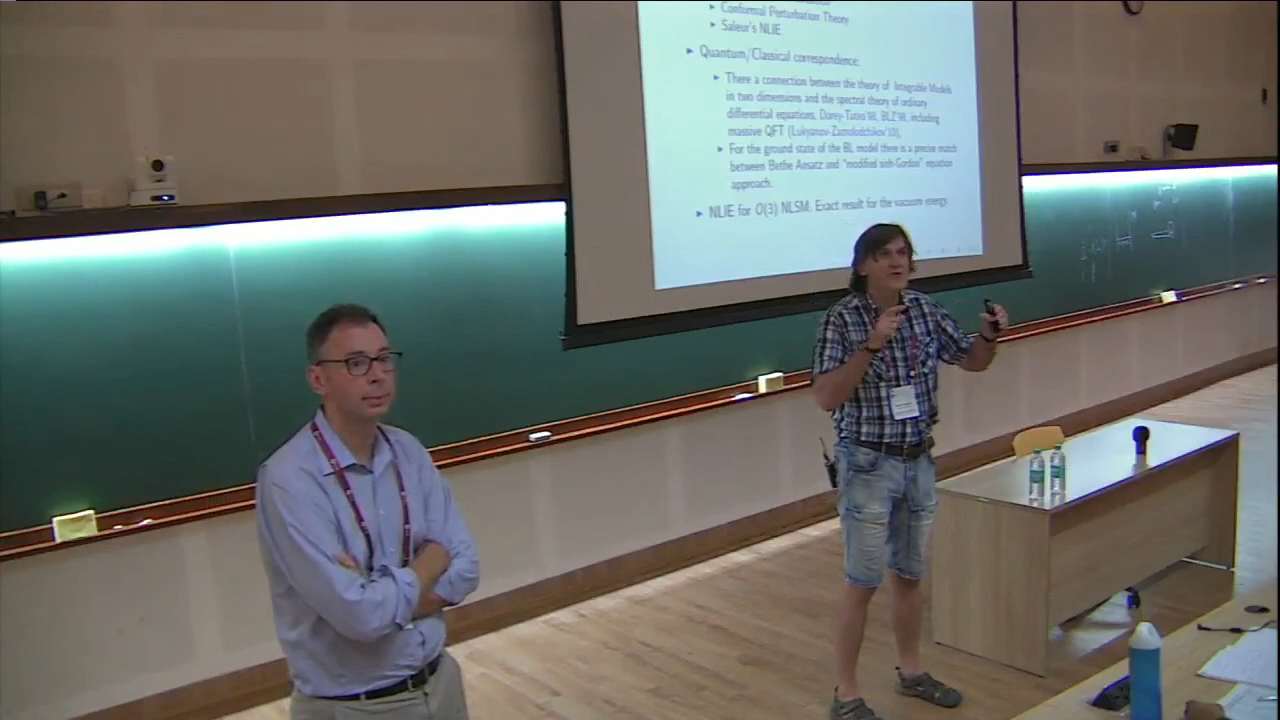 Conformal Perturbation Theory
Saleur's NLIE
Quantum/Classical correspondence:
There a connection between the theory of Integrable Models
in two dimensions and the spectral theory of ordinary
differential equations, Dorey-Tateo'98, BLZ'98, including
massive QFT (Lukyanov-Zamolodchikov'10),
For the ground state of the BL model there is a precise match
between Bethe Ansatz and "modified sinh-Gordon" equation
approach.
NLIE for O(3) NLSM. Exact result for the vacuum energy.